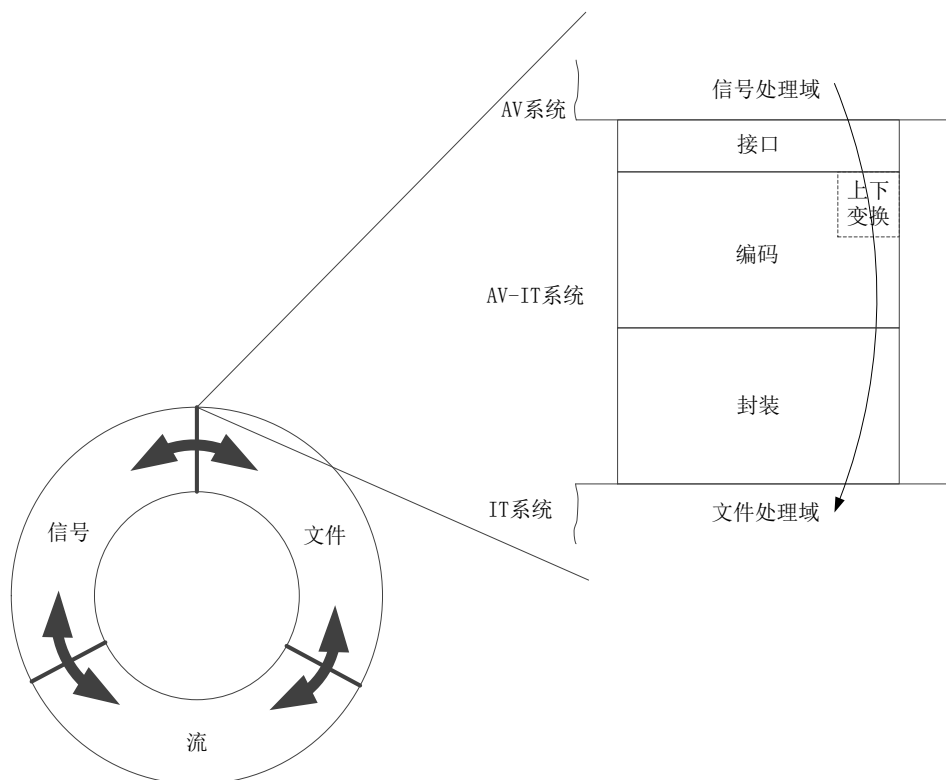 信号处理域
AV系统
接口
上下
变换
编码
AV-IT系统
封装
IT系统
文件处理域
信号
文件
流